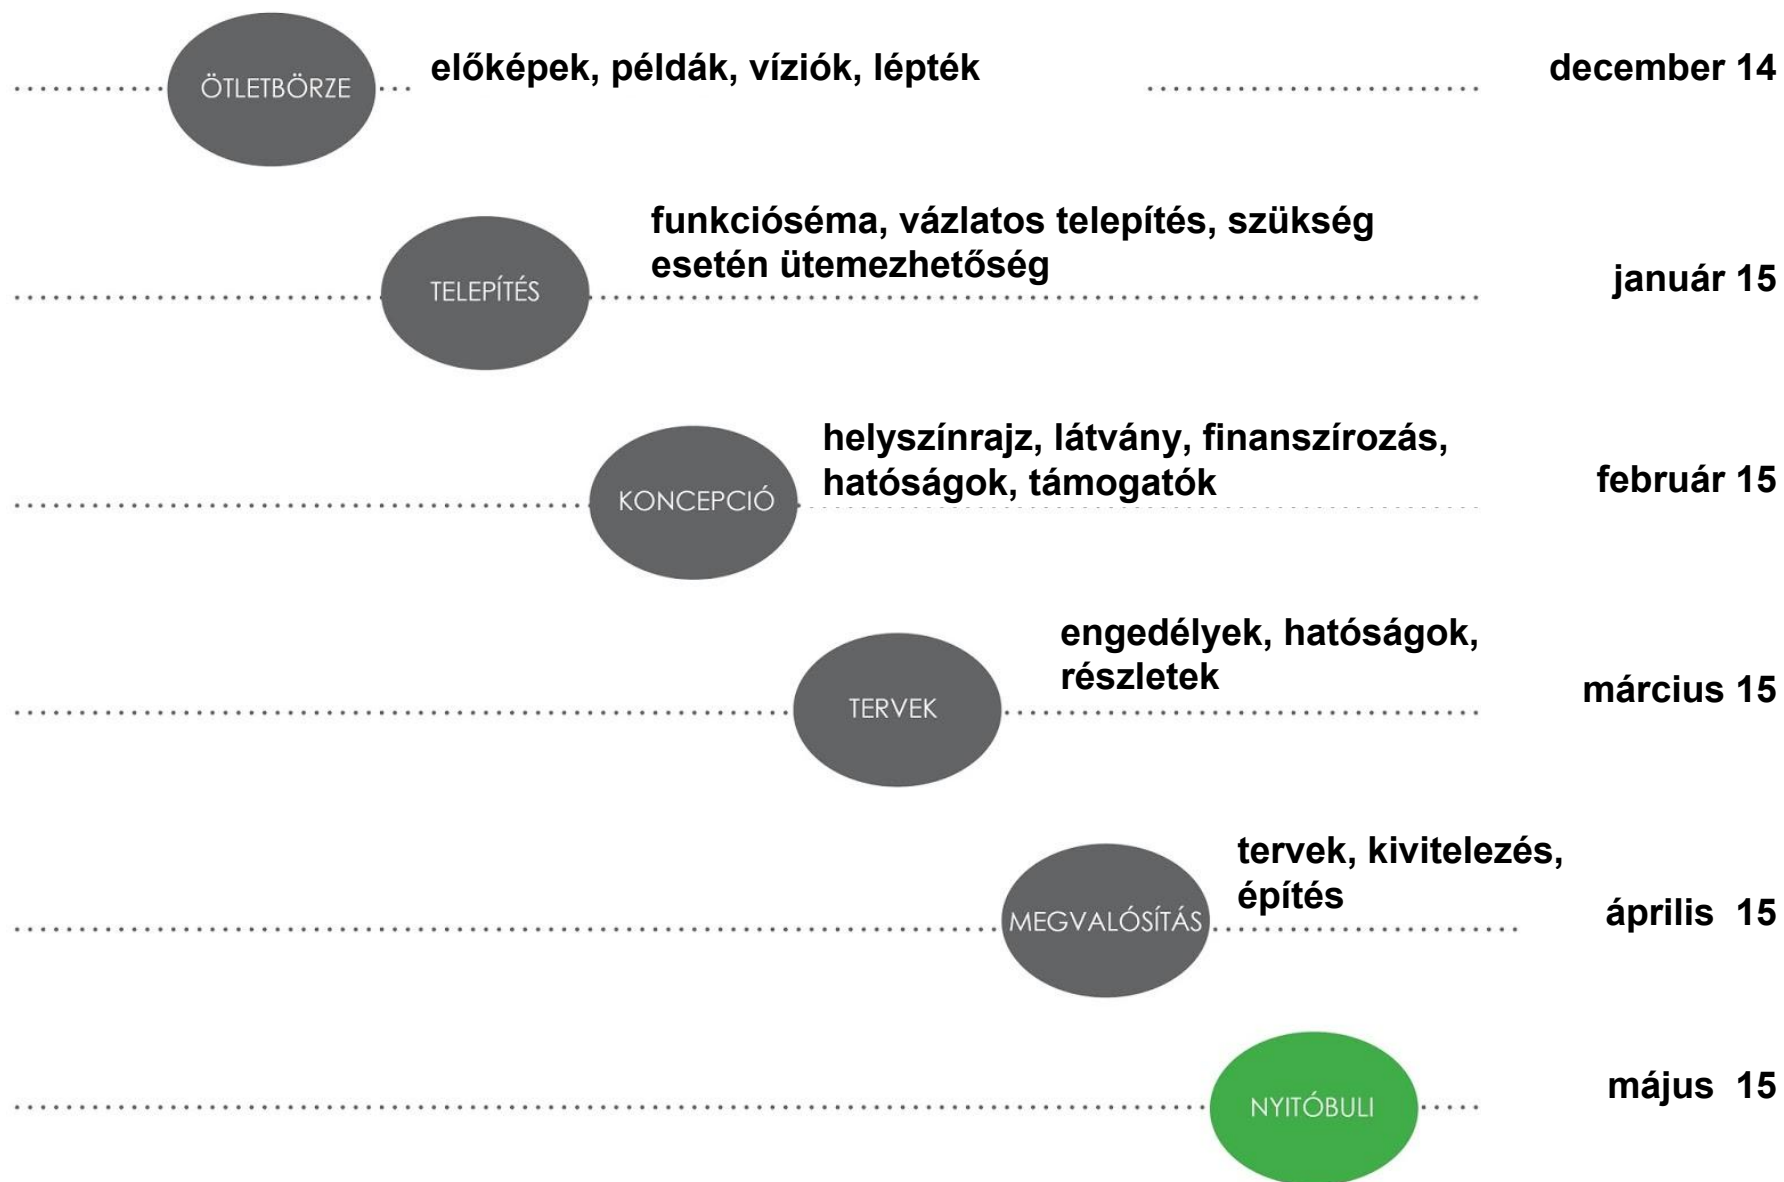 ÖTLETBÖRZE
előképek, példák, víziók, lépték
december 14
TELEPÍTÉS
funkcióséma, vázlatos telepítés, szükség
esetén ütemezhetőség
január 15
KONCEPCIÓ
helyszínrajz, látvány, finanszírozás,
hatóságok, támogatók
február 15
TERVEK
engedélyek, hatóságok,
részletek
március 15
MEGVALÓSÍTÁS
tervek, kivitelezés,
építés
április 15
NYITÓBULI
május 15